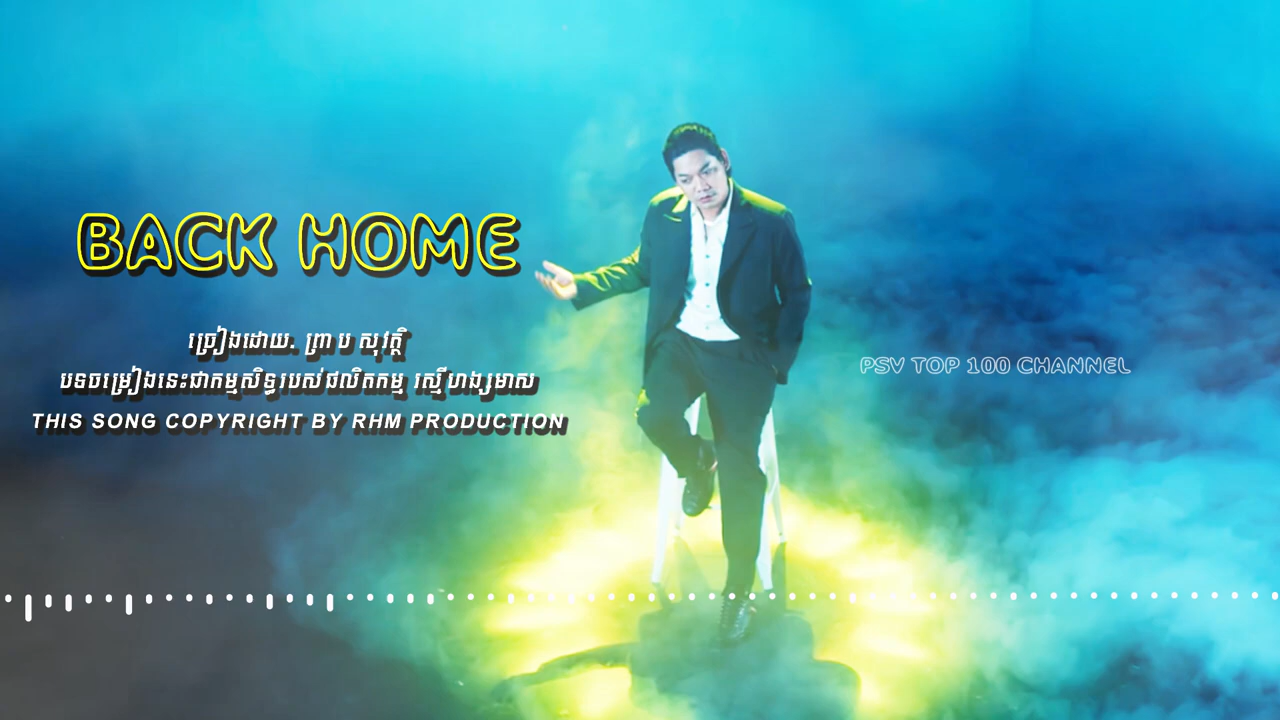 BACK HOME
ច្រៀងដោយ. ព្រា ប សុវត្ថិ
បទចម្រៀងនេះជាកម្មសិទ្ធរបស់ផលិតកម្ម រស្មីហង្សមាស
THIS SONG COPYRIGHT BY RHM PRODUCTION
PSV TOP 100 CHANNEL